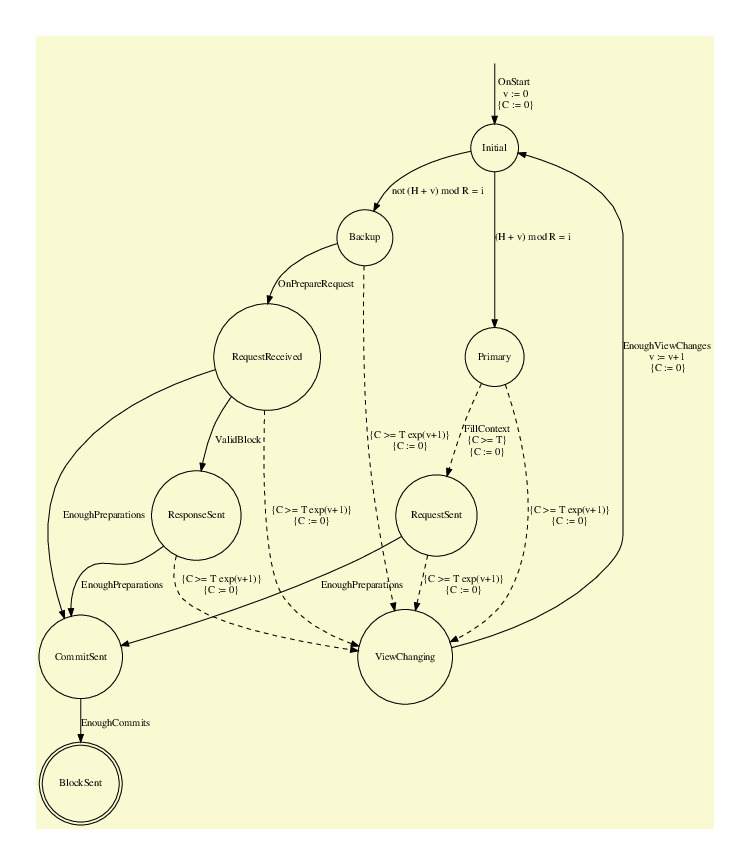 OnStart
v := 0
{C := 0}
Initial
not (H + v) mod R = i
Backup
(H + v) mod R = i
OnPrepareRequest
RequestReceived
Primary
EnoughViewChanges
v := v+1
{C := 0}
FillContext
{C >= T}
{C := 0}
{C >= T exp(v+1)}
{C := 0}
ValidBlock
{C >= T exp(v+1)}
{C := 0}
{C >= T exp(v+1)}
{C := 0}
EnoughPreparations
ResponseSent
RequestSent
EnoughPreparations
{C >= T exp(v+1)}
{C := 0}
EnoughPreparations
{C >= T exp(v+1)}
{C := 0}
CommitSent
ViewChanging
EnoughCommits
BlockSent